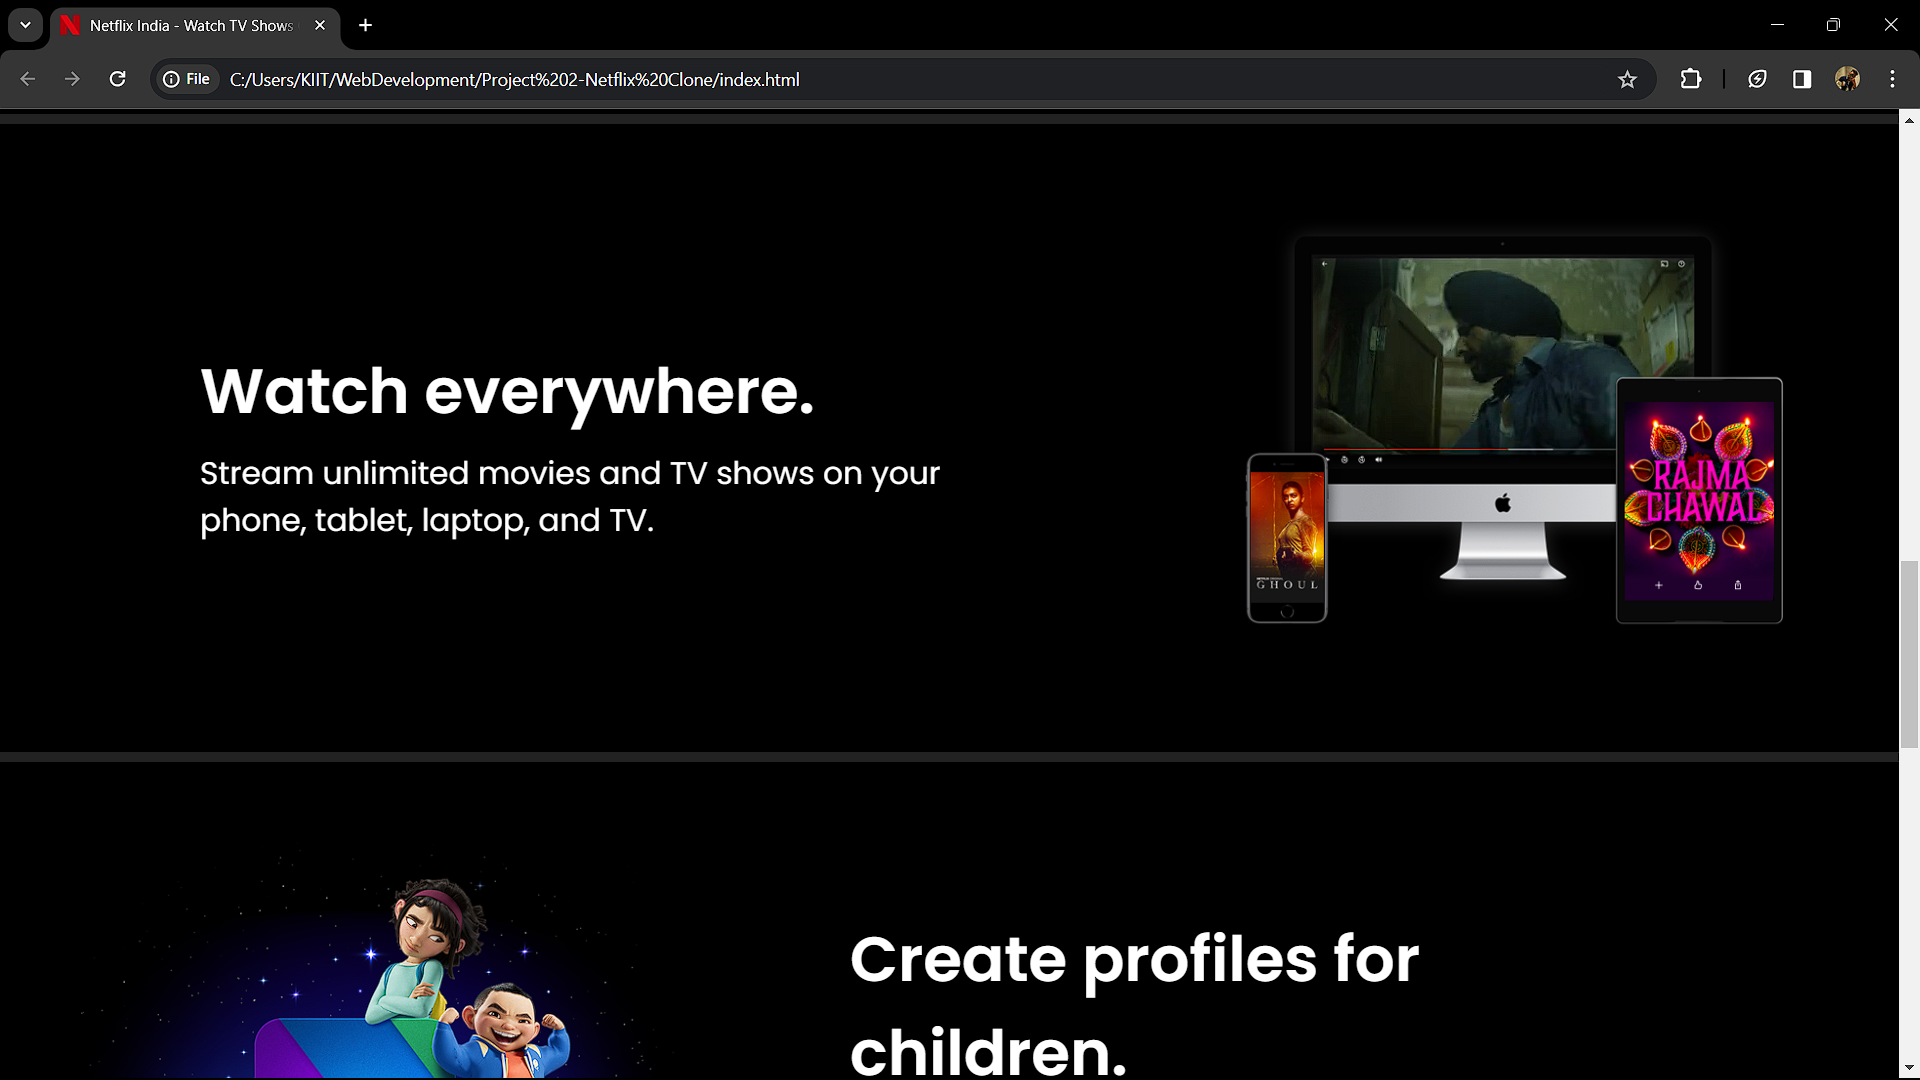 Netflix India - Watch TV Shows
File
C:/Users/KIIT/WebDevelopment/Project%202-Netflix%20Clone/index.html
Watch everywhere.
Stream unlimited movies and TV shows on your
phone, tablet, laptop, and TV.
RAJMA
CHAWAL
GHOUL
Create profiles for
children.